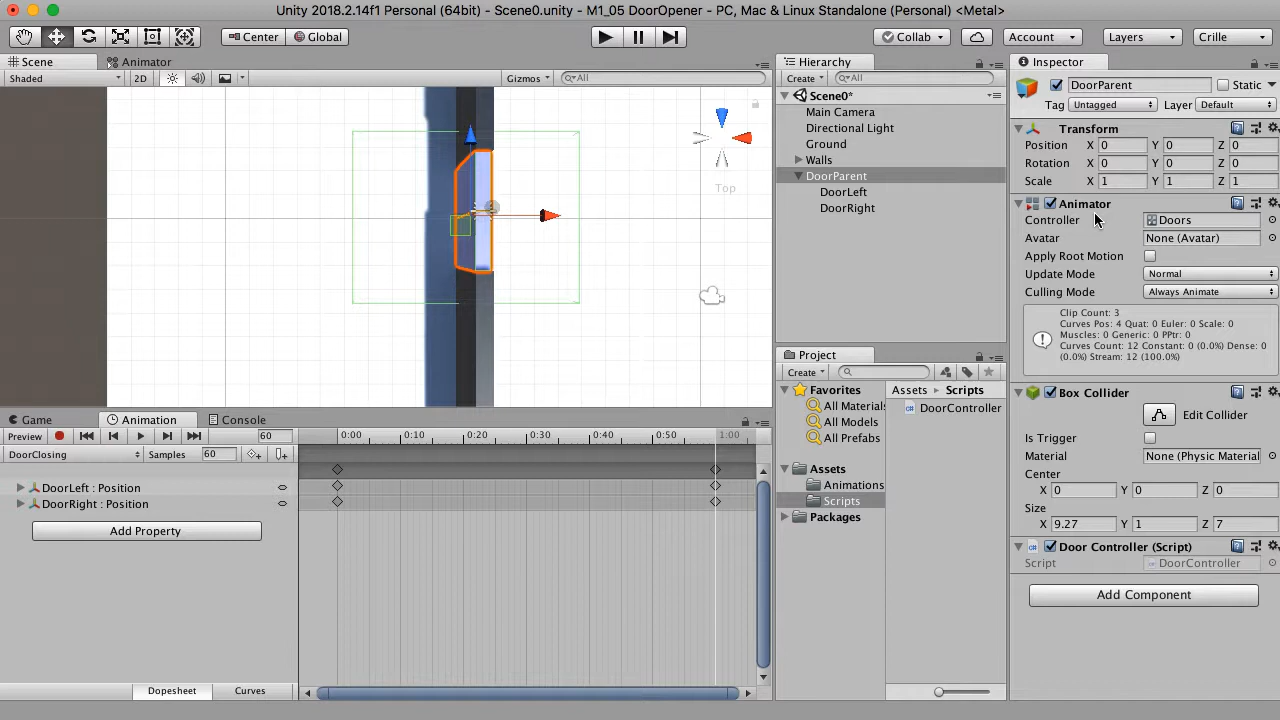 Unity 2018.2.14f1 Personal (64bit) - Scene0.unity - M1_05 DoorOpener - PC, Mac & Linux Standalone (Personal) <Metal>
Center Global Collab Account Layers Crille
Scene Animator
Shaded 2D Gizmos All
Top
Hierarchy
Create All
Scene0*
Main Camera
Directional Light
Ground
Walls
DoorParent
DoorLeft
DoorRight
Project
Create
Favorites
All Materials
All Models
All Prefabs
Assets
Animations
Scripts
Packages
Assets Scripts
DoorController
Inspector
DoorParent Static
Tag Untagged Layer Default
Transform
Position X 0 Y 0 Z 0
Rotation X 0 Y 0 Z 0
Scale X 1 Y 1 Z 1
Animator
Controller Doors
Avatar None (Avatar)
Apply Root Motion
Update Mode Normal
Culling Mode Always Animate
Clip Count: 3
Curves Pos: 4 Quat: 0 Euler: 0 Scale: 0
Muscles: 0 Generic: 0 PPtr: 0
Curves Count: 12 Constant: 0 (0.0%) Dense: 0
(0.0%) Stream: 12 (100.0%)
Box Collider
Edit Collider
Is Trigger
Material None (Physic Material
Center
X 0 Y 0 Z 0
Size
X 9.27 Y 1 Z 7
Door Controller (Script)
Script DoorController
Add Component
Game Animation Console
Preview 60 0:00 0:10 0:20 0:30 0:40 0:50 1:00
DoorClosing Samples 60
DoorLeft : Position
DoorRight : Position
Add Property
Dopesheet Curves